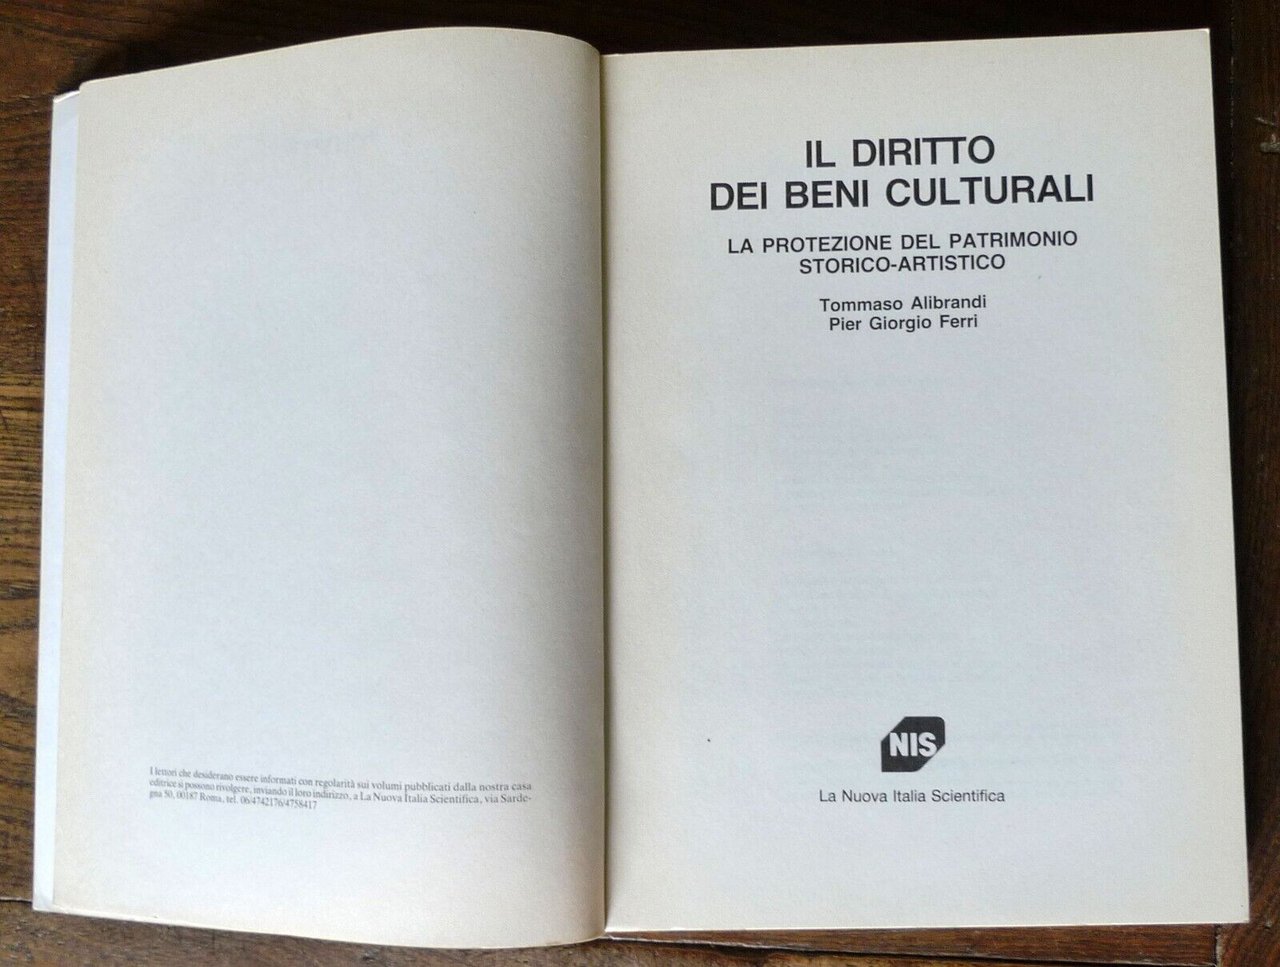 I lettori che desiderano essere informati con regolarità sui volumi pubblicati dalla nostra casa
editrice si possono rivolgere, inviando il loro indirizzo, a La Nuova Italia Scientifica, via Sarde-
gna 50, 00187 Roma, tel. 06/4742176/4758417
IL DIRITTO
DEI BENI CULTURALI
LA PROTEZIONE DEL PATRIMONIO
STORICO-ARTISTICO
Tommaso Alibrandi
Pier Giorgio Ferri
NIS
La Nuova Italia Scientifica